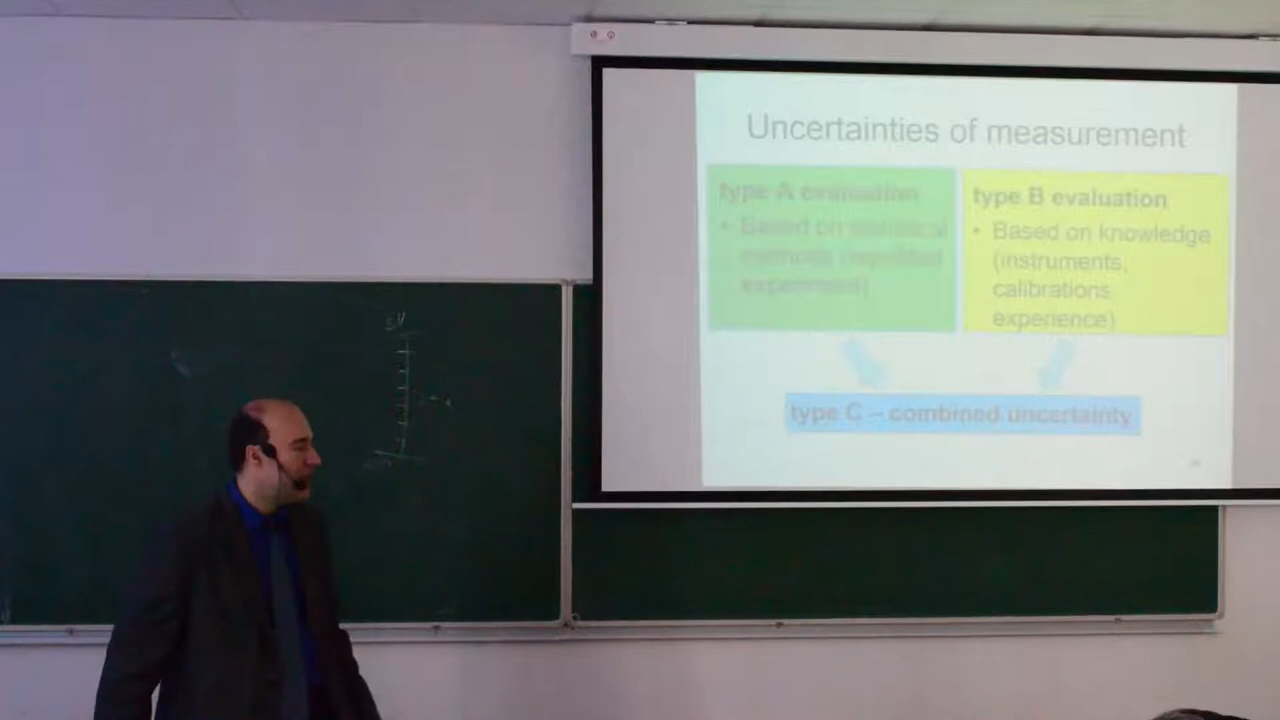 Uncertainties of measurement
type A evaluation
• Based on statistical
methods (repeated
experiment)
type B evaluation
• Based on knowledge
(instruments,
calibrations,
experience)
type C – combined uncertainty